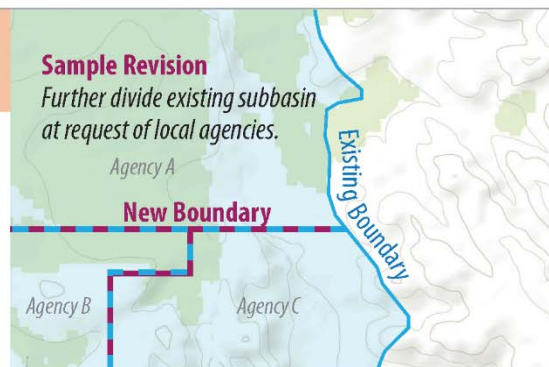 Sample Revision
Further divide existing subbasin
at request of local agencies.
Agency A
New Boundary
Existing Boundary
Agency B
Agency C